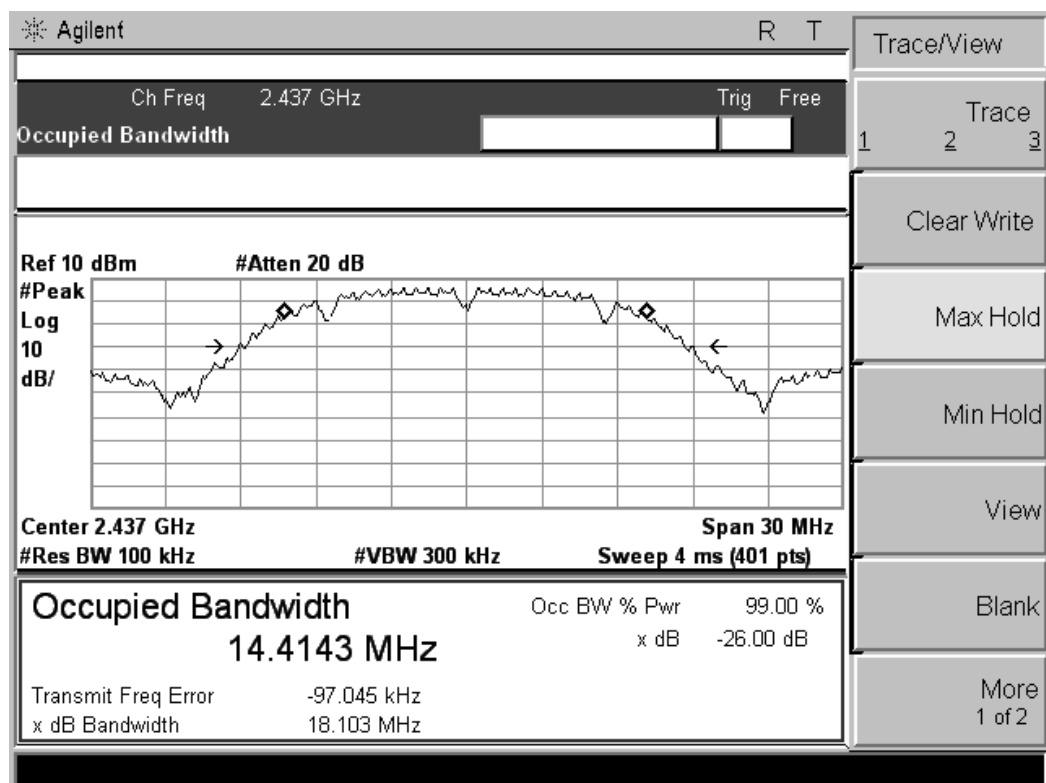 Agilent R T
Trace/View
Ch Freq 2.437 GHz Trig Free
Occupied Bandwidth
Trace
1 2 3
Clear Write
Max Hold
Min Hold
View
Blank
More
1 of 2
Ref 10 dBm #Atten 20 dB
#Peak
Log
10
dB/
Center 2.437 GHz Span 30 MHz
#Res BW 100 kHz #VBW 300 kHz Sweep 4 ms (401 pts)
Occupied Bandwidth
14.4143 MHz
Occ BW % Pwr 99.00 %
x dB -26.00 dB
Transmit Freq Error -97.045 kHz
x dB Bandwidth 18.103 MHz